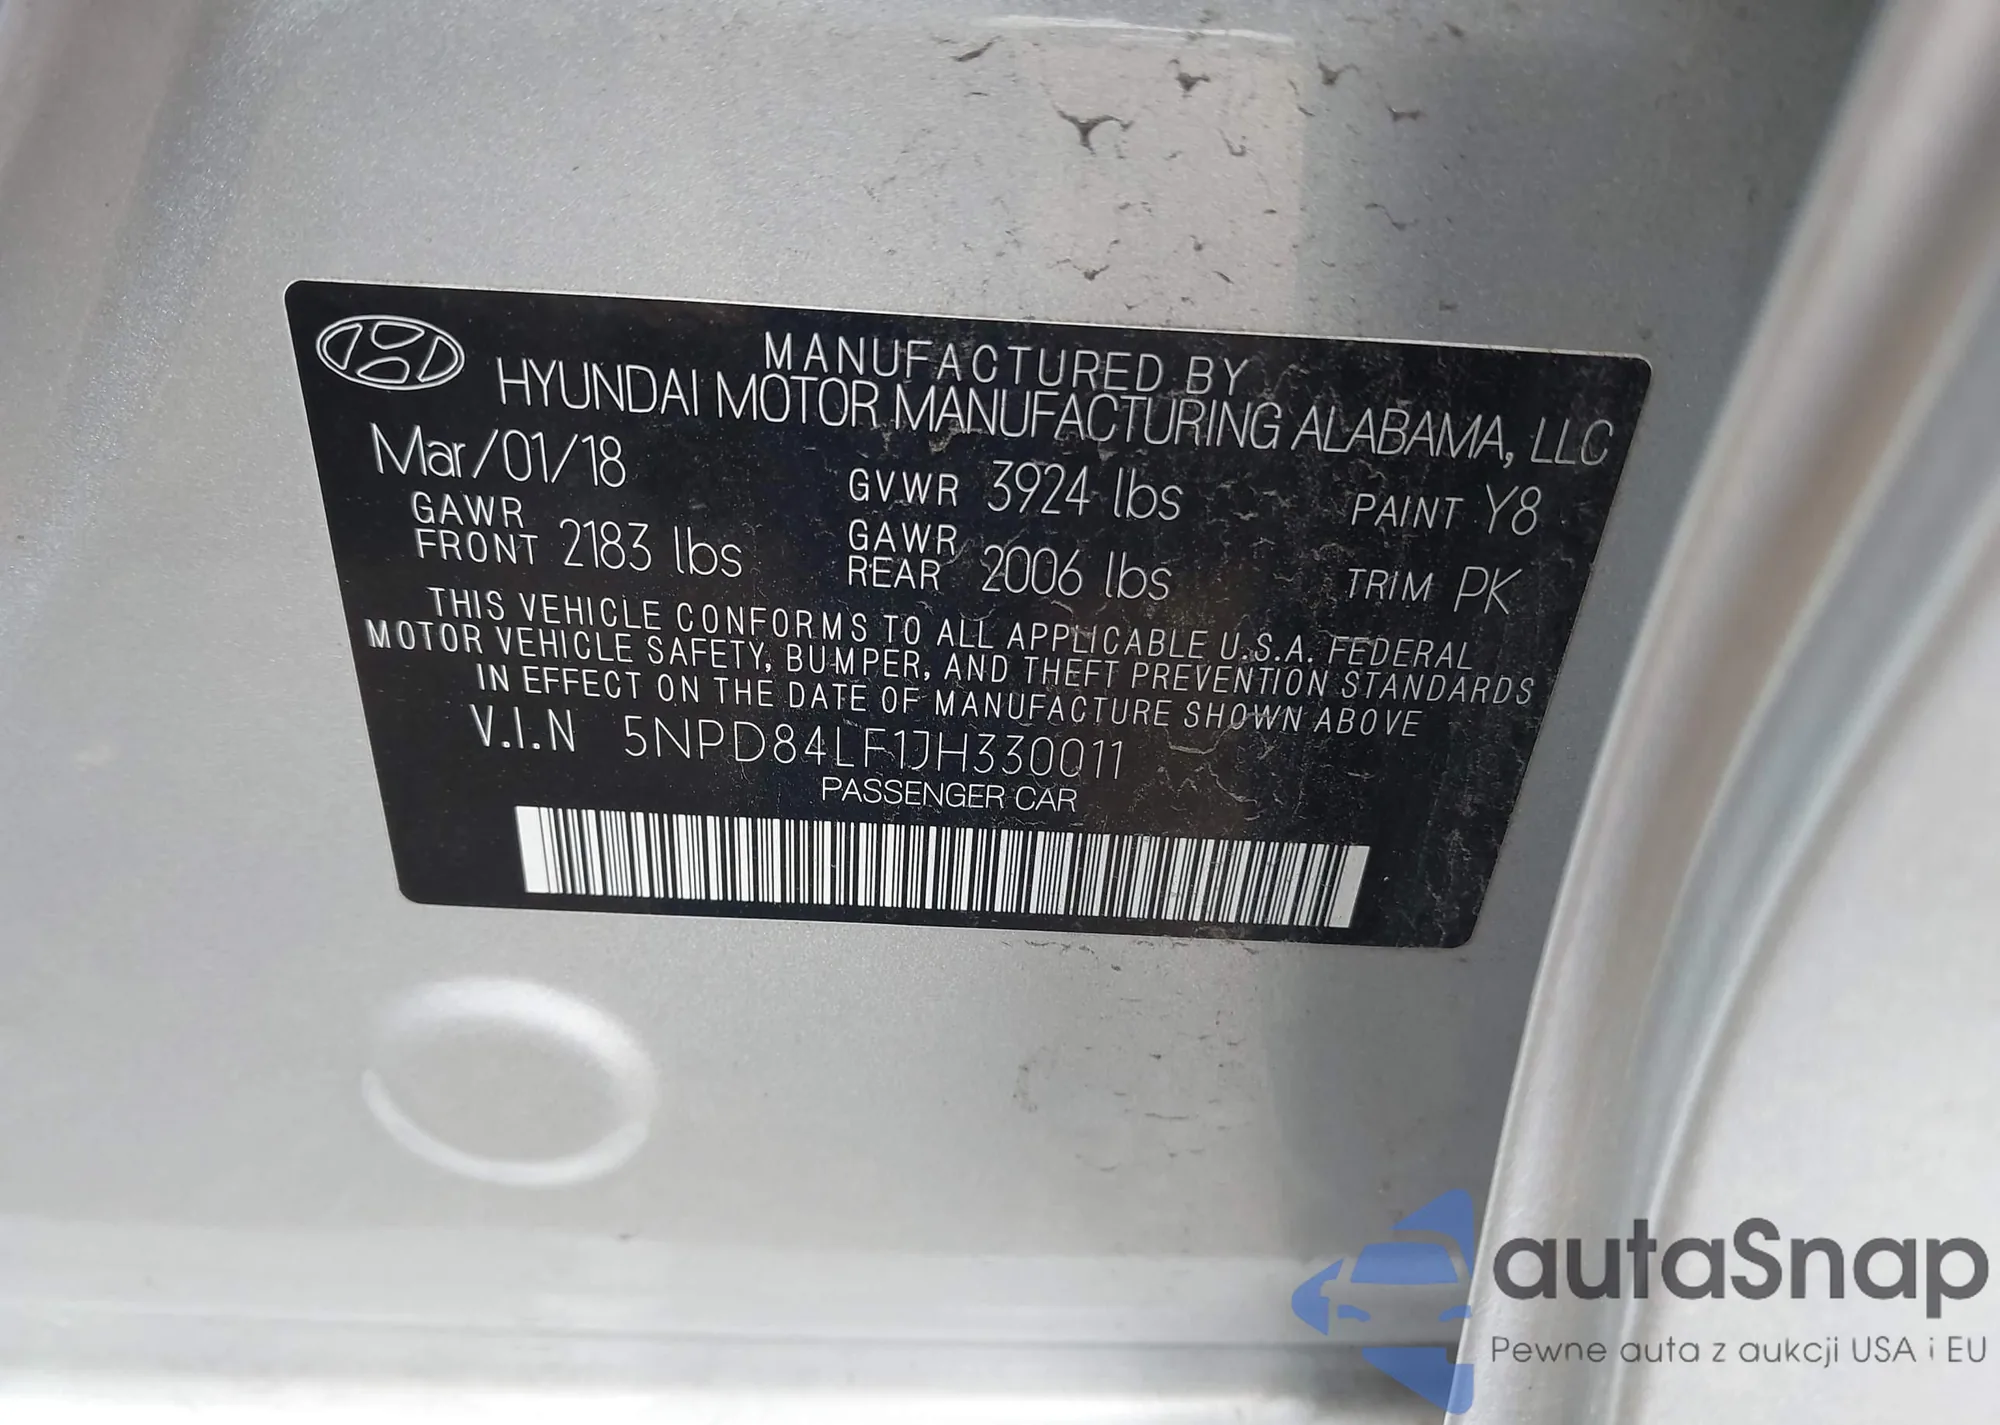 MANUFACTURED BY
HYUNDAI MOTOR MANUFACTURING ALABAMA, LLC
Mar/01/18
GVWR 3924 lbs
PAINT Y8
GAWR FRONT 2183 lbs
GAWR REAR 2006 lbs
TRIM PK
THIS VEHICLE CONFORMS TO ALL APPLICABLE U.S.A. FEDERAL
MOTOR VEHICLE SAFETY, BUMPER, AND THEFT PREVENTION STANDARDS
IN EFFECT ON THE DATE OF MANUFACTURE SHOWN ABOVE
V.I.N 5NPD84LF1JH330011
PASSENGER CAR
autaSnap
Pewne auta z aukcji USA i EU